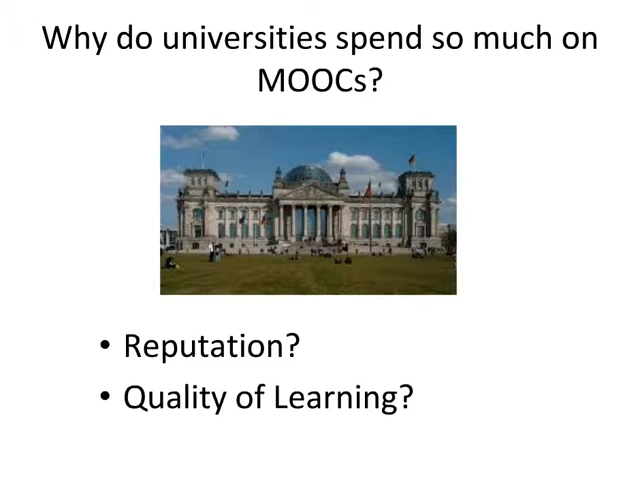 Why do universities spend so much on
MOOCs?
• Reputation?
• Quality of Learning?